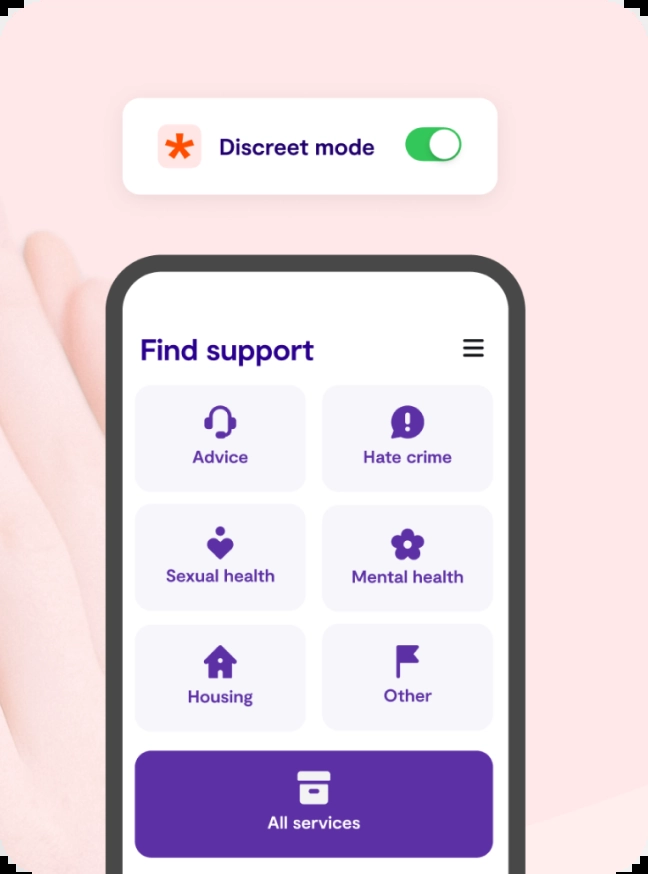 Discreet mode
Find support
Advice
Hate crime
Sexual health
Mental health
Housing
Other
All services